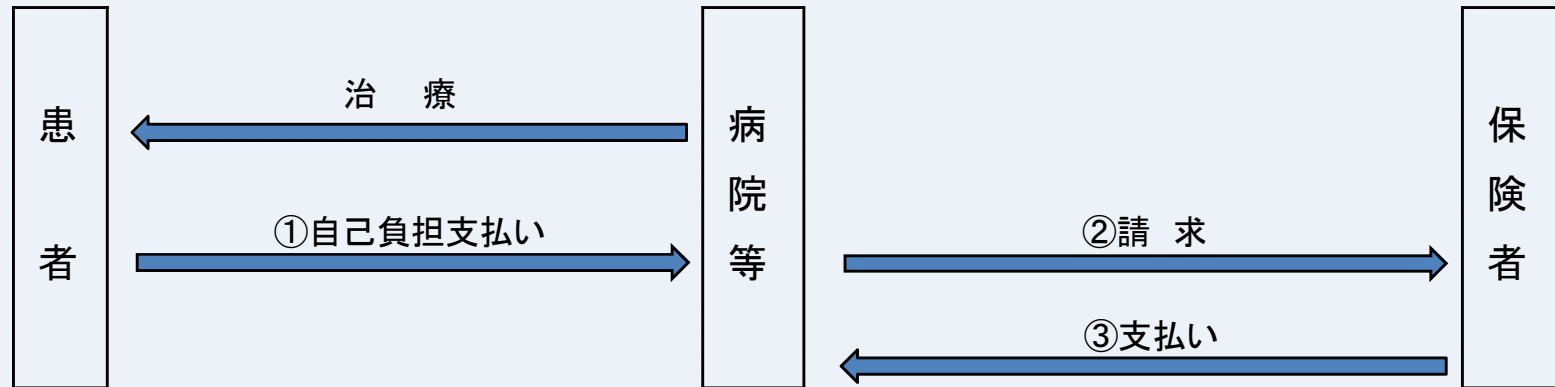 患者
治　療
①自己負担支払い
病院等
②請　求
③支払い
保険者